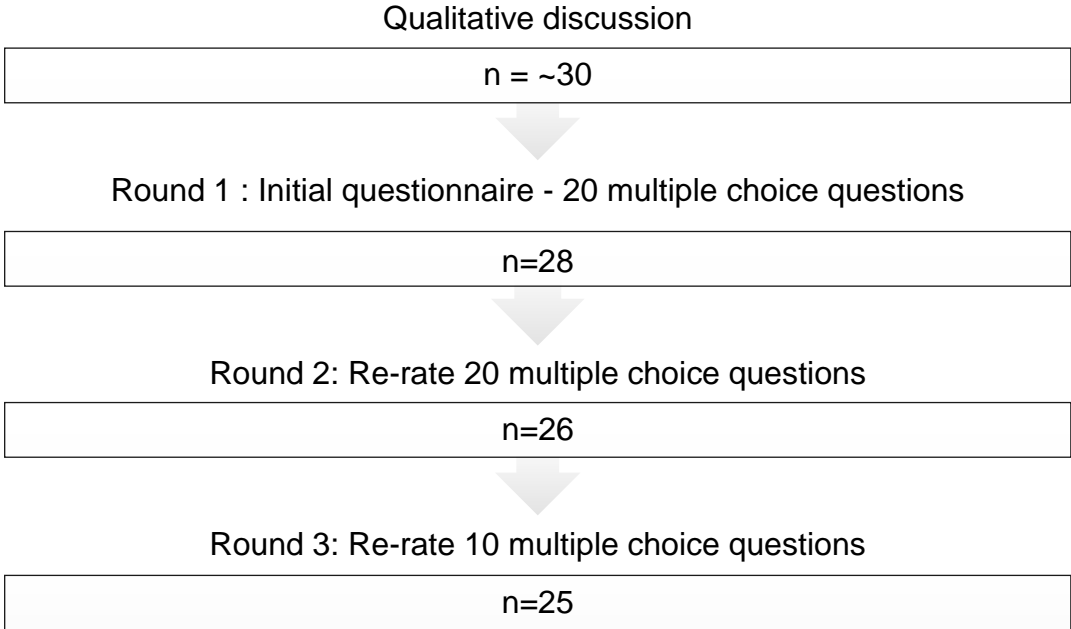 Qualitative discussion
n = ~30
Round 1 : Initial questionnaire - 20 multiple choice questions
n=28
Round 2: Re-rate 20 multiple choice questions
n=26
Round 3: Re-rate 10 multiple choice questions
n=25